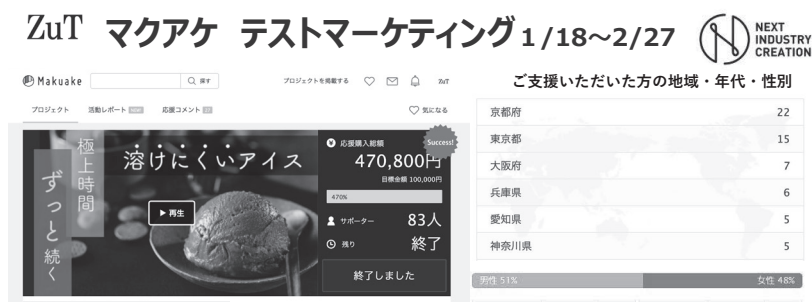 ZuT マクアケ テストマーケティング 1/18～2/27
NEXT
INDUSTRY
CREATION
Makuake
探す
プロジェクトを掲載する
ZuT
プロジェクト 活動レポート NEW 応援コメント 27
気になる
極上時間
ずっと続く
溶けにくいアイス
▶再生
応援購入総額
Success!
470,800円
目標金額 100,000円
470%
サポーター 83人
残り 終了
終了しました
ご支援いただいた方の地域・年代・性別
京都府 22
東京都 15
大阪府 7
兵庫県 6
愛知県 5
神奈川県 5
男性 51% 女性 48%